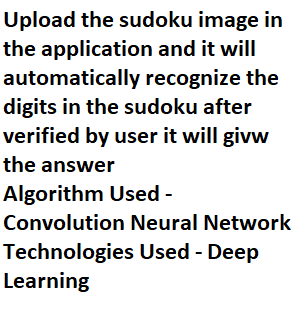 Upload the sudoku image in
the application and it will
automatically recognize the
digits in the sudoku after
verified by user it will givw
the answer
Algorithm Used -
Convolution Neural Network
Technologies Used - Deep
Learning